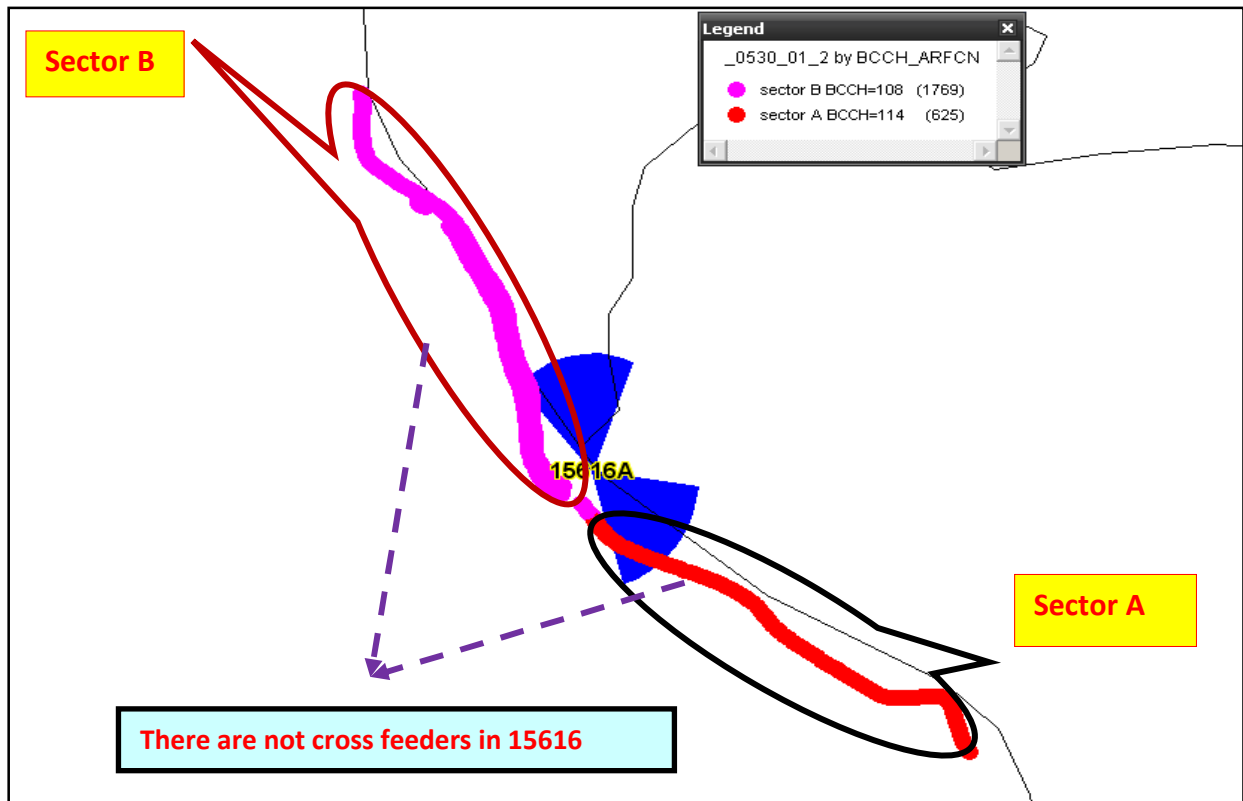 Sector B
Legend
_0530_01_2 by BCCH_ARFCN
sector B BCCH=108 (1769)
sector A BCCH=114 (625)
15616A
Sector A
There are not cross feeders in 15616